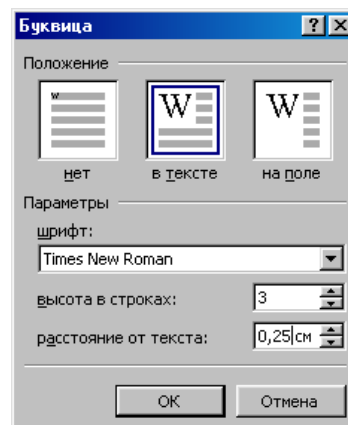 Буквица
Положение
w W W
нет в тексте на поле
Параметры
шрифт:
Times New Roman
высота в строках: 3
расстояние от текста: 0,25 см
ОК Отмена